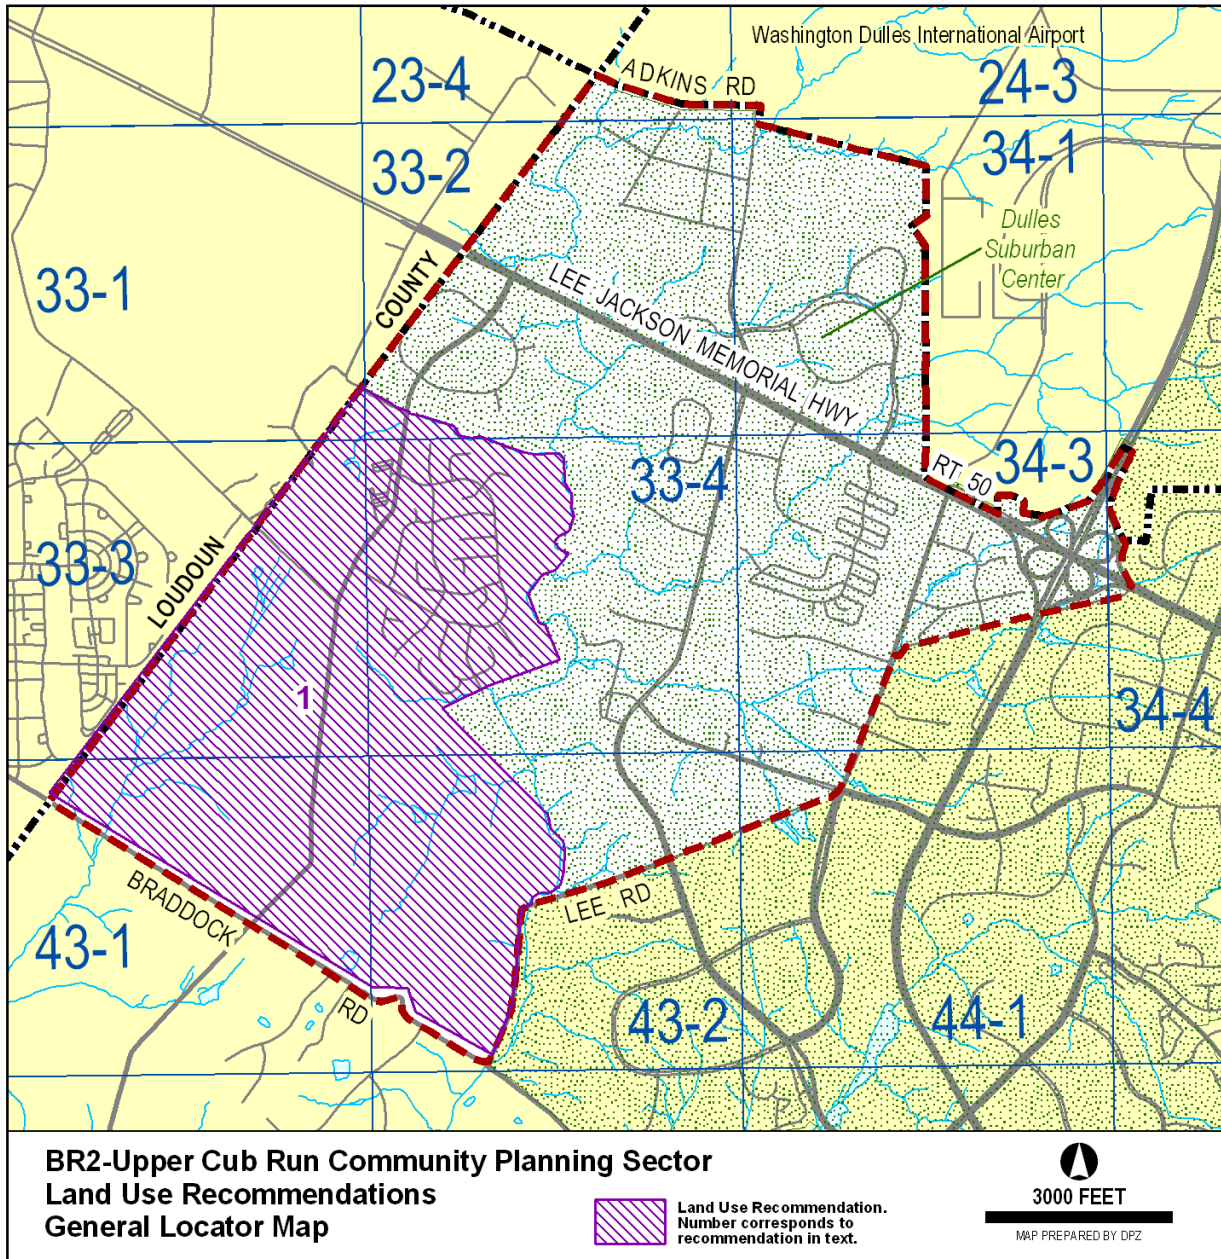 Washington Dulles International Airport
ADKINS RD
23-4
24-3
33-2
34-1
Dulles
Suburban
Center
33-1
COUNTY
LEE JACKSON MEMORIAL HWY
RT 50
34-3
33-4
33-3
LOUDOUN
1
34-4
BRADDOCK
RD
LEE RD
43-1
43-2
44-1
BR2-Upper Cub Run Community Planning Sector
Land Use Recommendations
General Locator Map
Land Use Recommendation.
Number corresponds to
recommendation in text.
3000 FEET
MAP PREPARED BY DPZ